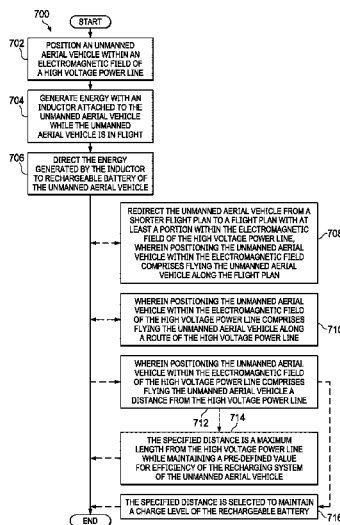 700
START
702
POSITION AN UNMANNED
AERIAL VEHICLE WITHIN AN
ELECTROMAGNETIC FIELD OF
A HIGH VOLTAGE POWER LINE
704
GENERATE ENERGY WITH AN
INDUCTOR ATTACHED TO THE
UNMANNED AERIAL VEHICLE
WHILE THE UNMANNED
AERIAL VEHICLE IS IN FLIGHT
706
DIRECT THE ENERGY
GENERATED BY THE INDUCTOR
TO RECHARGEABLE BATTERY
OF THE UNMANNED AERIAL VEHICLE
REDIRECT THE UNMANNED AERIAL VEHICLE FROM A
SHORTER FLIGHT PLAN TO A FLIGHT PLAN WITH AT
LEAST A PORTION WITHIN THE ELECTROMAGNETIC
FIELD OF THE HIGH VOLTAGE POWER LINE,
WHEREIN POSITIONING THE UNMANNED AERIAL
VEHICLE WITHIN THE ELECTROMAGNETIC FIELD
COMPRISES FLYING THE UNMANNED AERIAL
VEHICLE ALONG THE FLIGHT PLAN
708
WHEREIN POSITIONING THE UNMANNED AERIAL
VEHICLE WITHIN THE ELECTROMAGNETIC FIELD
OF THE HIGH VOLTAGE POWER LINE COMPRISES
FLYING THE UNMANNED AERIAL VEHICLE ALONG
A ROUTE OF THE HIGH VOLTAGE POWER LINE
710
WHEREIN POSITIONING THE UNMANNED AERIAL
VEHICLE WITHIN THE ELECTROMAGNETIC FIELD
OF THE HIGH VOLTAGE POWER LINE COMPRISES
FLYING THE UNMANNED AERIAL VEHICLE A
DISTANCE FROM THE HIGH VOLTAGE POWER LINE
712
714
THE SPECIFIED DISTANCE IS A MAXIMUM
LENGTH FROM THE HIGH VOLTAGE POWER LINE
WHILE MAINTAINING A PRE-DEFINED VALUE
FOR EFFICIENCY OF THE RECHARGING SYSTEM
OF THE UNMANNED AERIAL VEHICLE
THE SPECIFIED DISTANCE IS SELECTED TO MAINTAIN
A CHARGE LEVEL OF THE RECHARGEABLE BATTERY
716
END